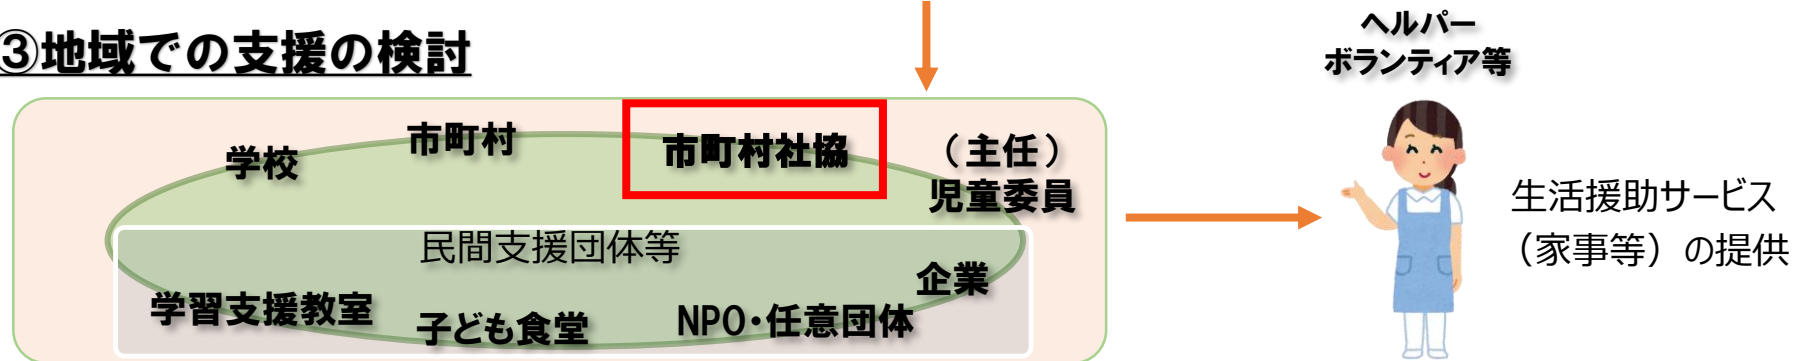 ③地域での支援の検討
ヘルパー
ボランティア等
学校
市町村
市町村社協
（主任）
児童委員
民間支援団体等
企業
学習支援教室
子ども食堂
NPO・任意団体
生活援助サービス
（家事等）の提供